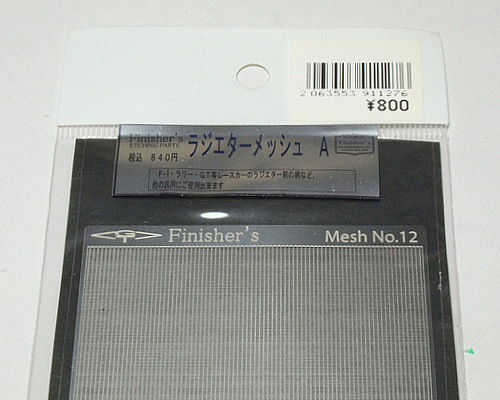 2 063553 911276
¥800
Finisher's
ETCHING PARTS
ラジエターメッシュ A
税込 840円
Finisher's
F-1・ラリー・GT等レースカーのラジエター前の網など、
他の汎用にご使用出来ます
Finisher's
Mesh No.12